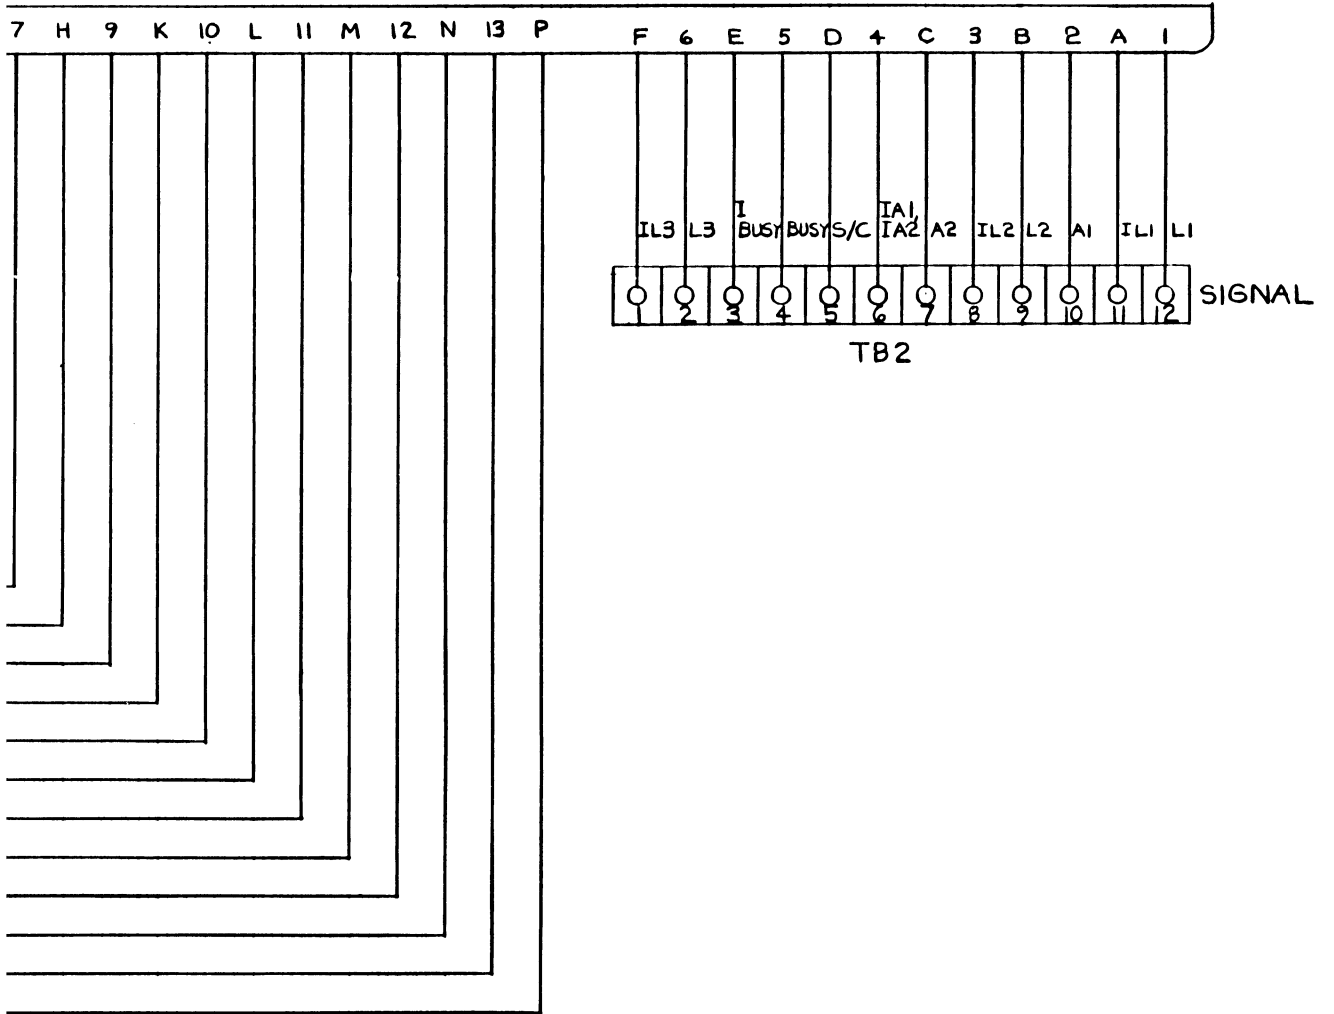 7 H 9 K 10 L 11 M 12 N 13 P F 6 E 5 D 4 C 3 B 2 A 1
I IA1,
IL3 L3 BUSY BUSY S/C IA2 A2 IL2 L2 A1 IL1 L1
SIGNAL
1 2 3 4 5 6 7 8 9 10 11 12
TB2